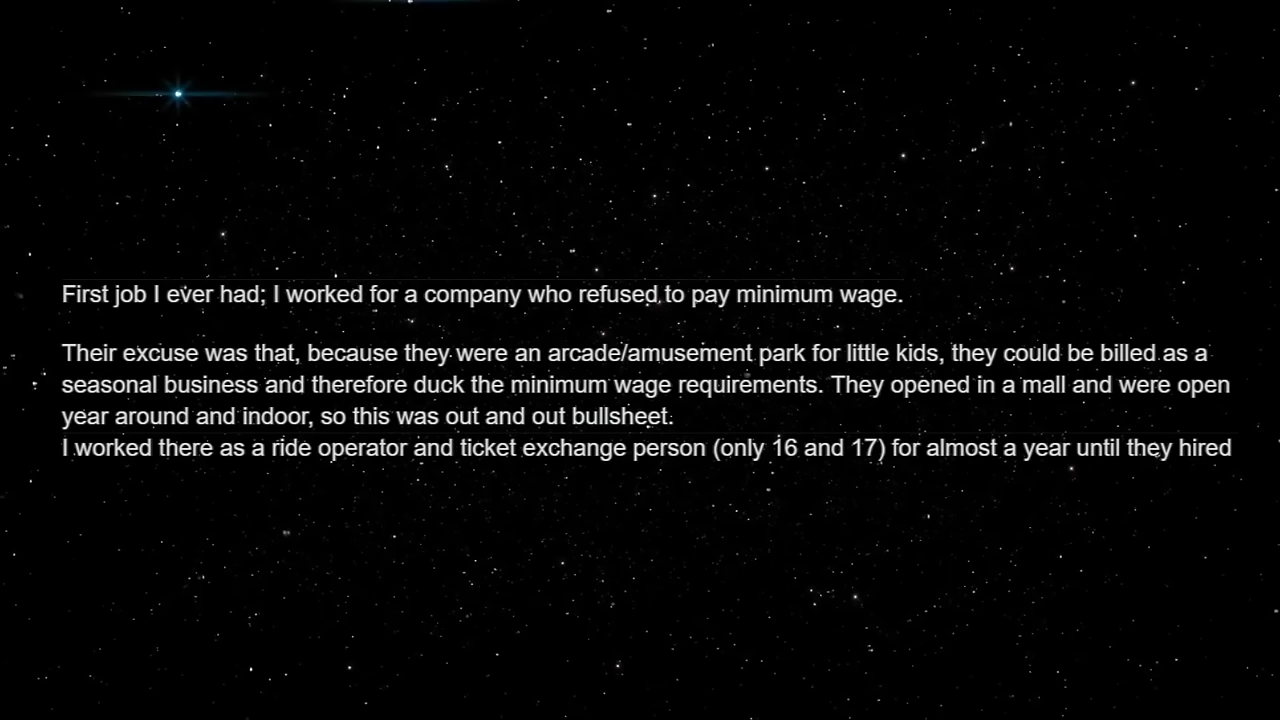 First job I ever had; I worked for a company who refused to pay minimum wage.
Their excuse was that, because they were an arcade/amusement park for little kids, they could be billed as a
seasonal business and therefore duck the minimum wage requirements. They opened in a mall and were open
year around and indoor, so this was out and out bullsheet.
I worked there as a ride operator and ticket exchange person (only 16 and 17) for almost a year until they hired